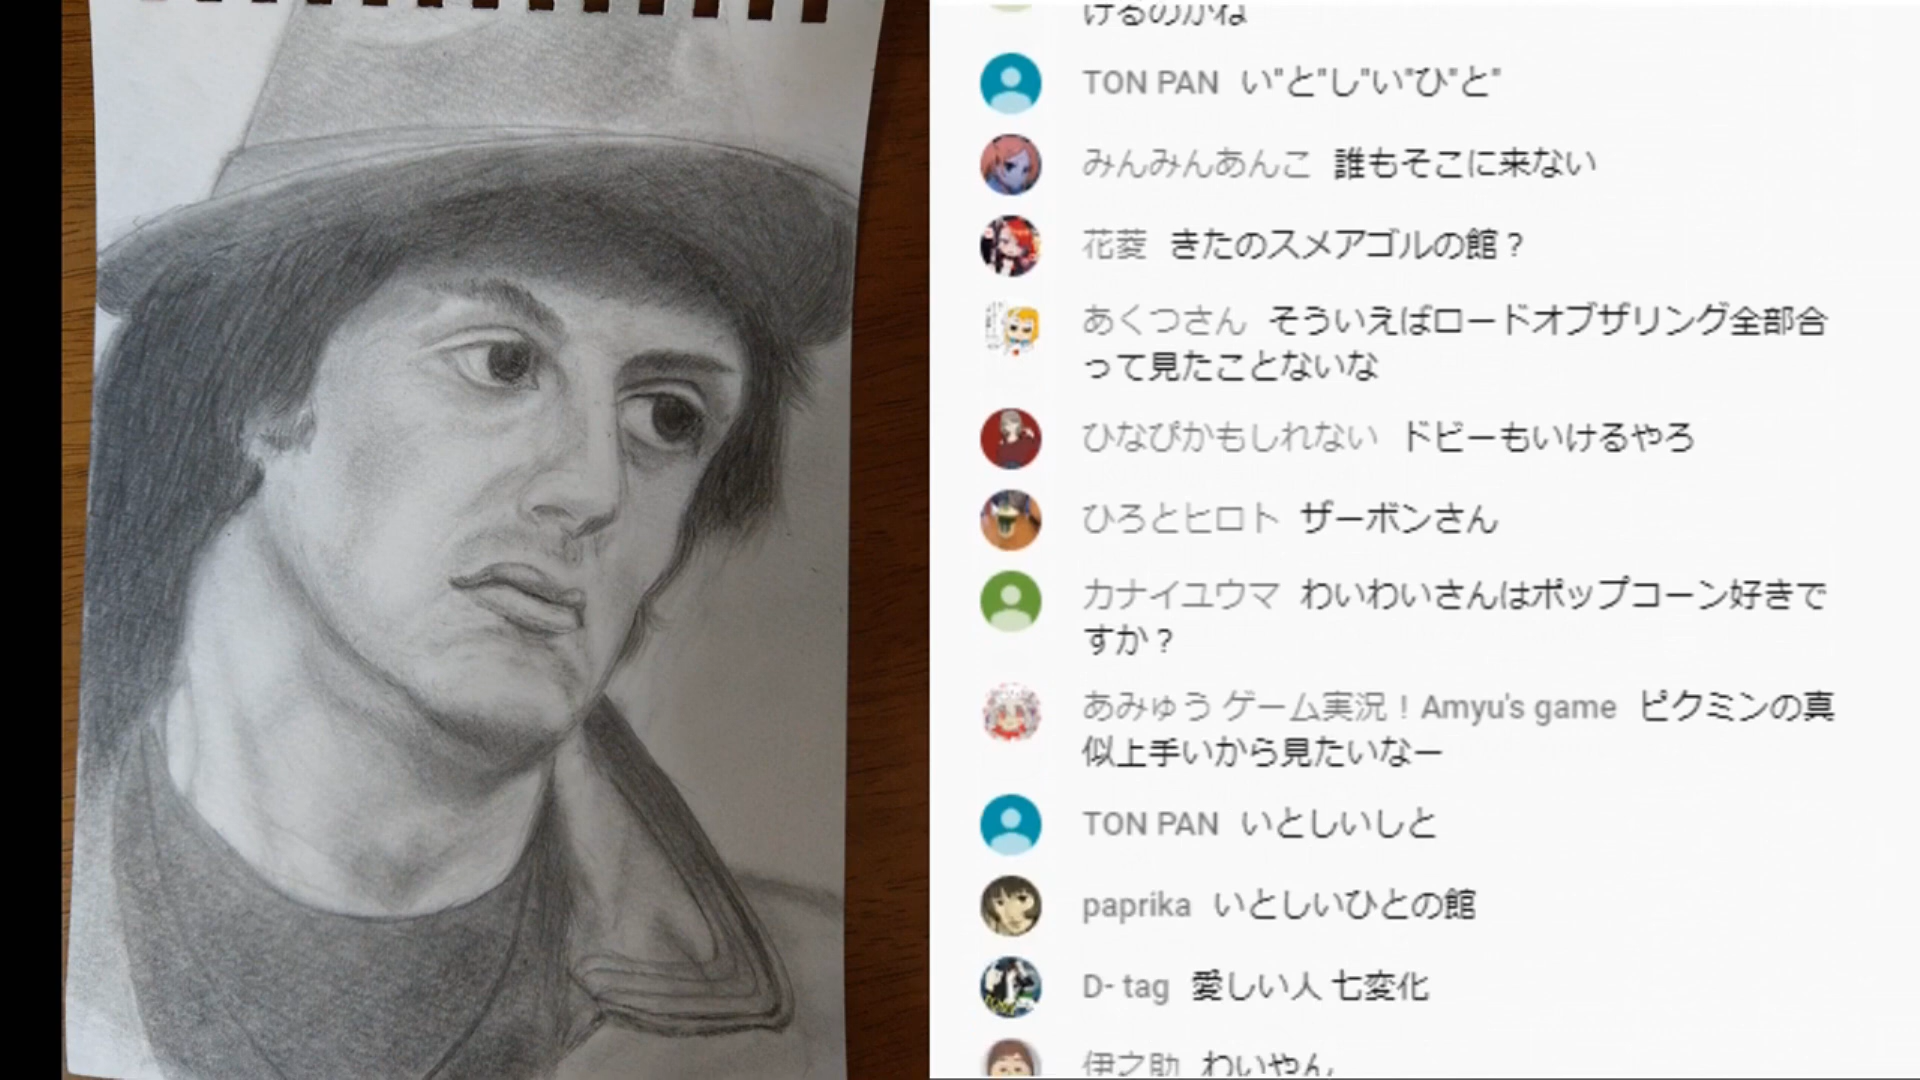 けるのかね
TON PAN い"と"し"い"ひ"と"
みんみんあんこ 誰もそこに来ない
花菱 きたのスメアゴルの館？
あくつさん そういえばロードオブザリング全部合
って見たことないな
ひなぴかもしれない ドビーもいけるやろ
ひろとヒロト ザーボンさん
カナイユウマ わいわいさんはポップコーン好きで
すか？
あみゅう ゲーム実況！Amyu's game ピクミンの真
似上手いから見たいなー
TON PAN いとしいしと
paprika いとしいひとの館
D- tag 愛しい人 七変化
伊之助 わいやん